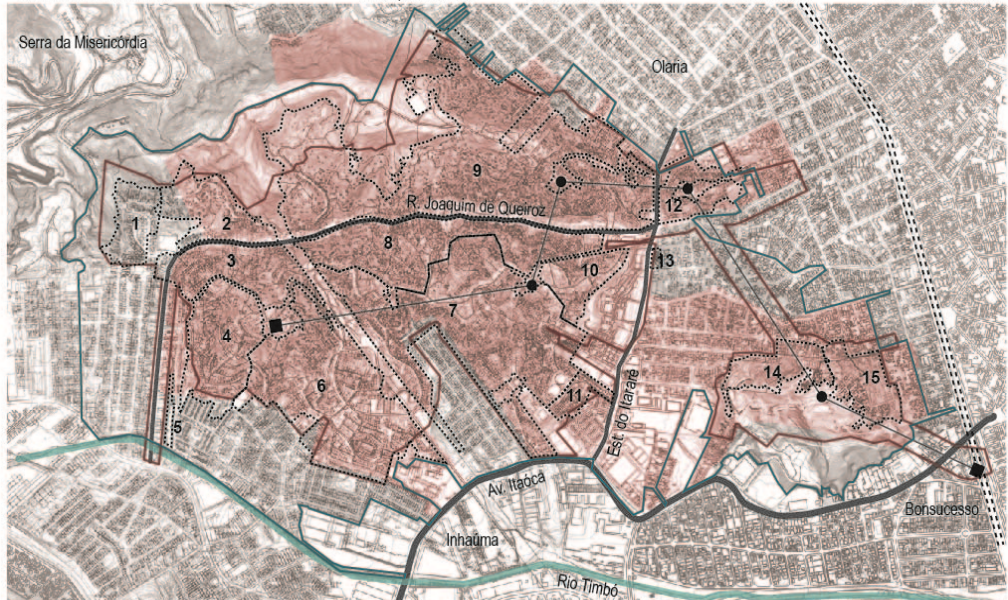 Serra da Misericórdia
Olaria
9
R. Joaquim de Queiroz
12
1
2
8
3
10
13
7
4
6
14
15
11
5
Est. do Itararé
Av. Itaóca
Inhaúma
Bonsucesso
Rio Timbó